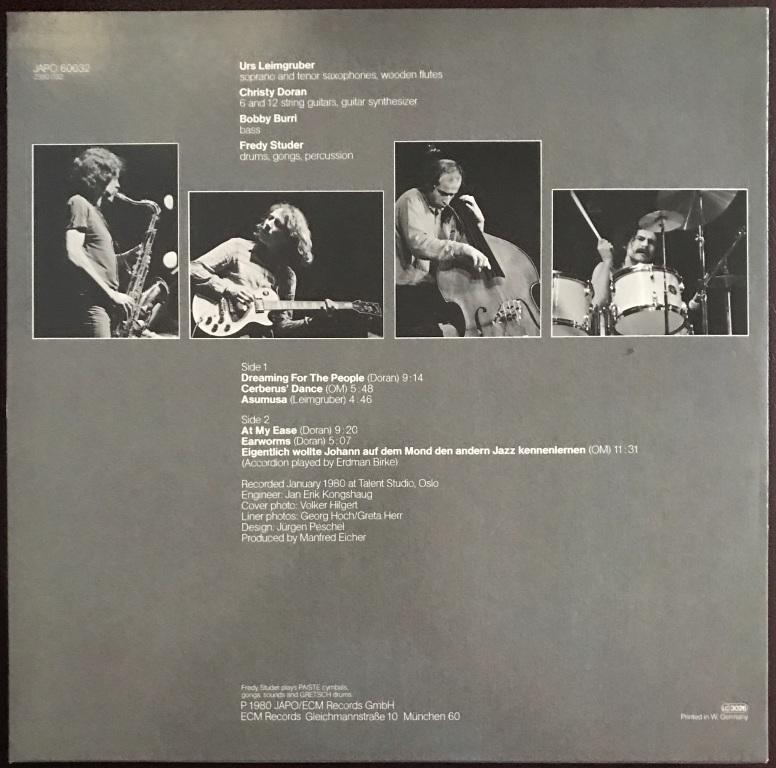 JAPO 60032
Urs Leimgruber
soprano and tenor saxophones, wooden flutes
Christy Doran
6 and 12 string guitars, guitar synthesizer
Bobby Burri
bass
Fredy Studer
drums, gongs, percussion
Side 1
Dreaming For The People (Doran) 9:14
Cerberus' Dance (OM) 5:48
Asumusa (Leimgruber) 4:46
Side 2
At My Ease (Doran) 9:20
Earworms (Doran) 5:07
Eigentlich wollte Johann auf dem Mond den andern Jazz kennenlernen (OM) 11:31
(Accordion played by Erdman Birke)
Recorded January 1980 at Talent Studio, Oslo
Engineer: Jan Erik Kongshaug
Cover photo: Volker Hilgert
Liner photos: Georg Hoch/Greta Herr
Design: Jürgen Peschel
Produced by Manfred Eicher
Fredy Studer plays PAISTE cymbals,
gongs, sounds and GRETSCH drums.
P 1980 JAPO/ECM Records GmbH
ECM Records Gleichmannstraße 10 München 60
LC 3026
Printed in W. Germany